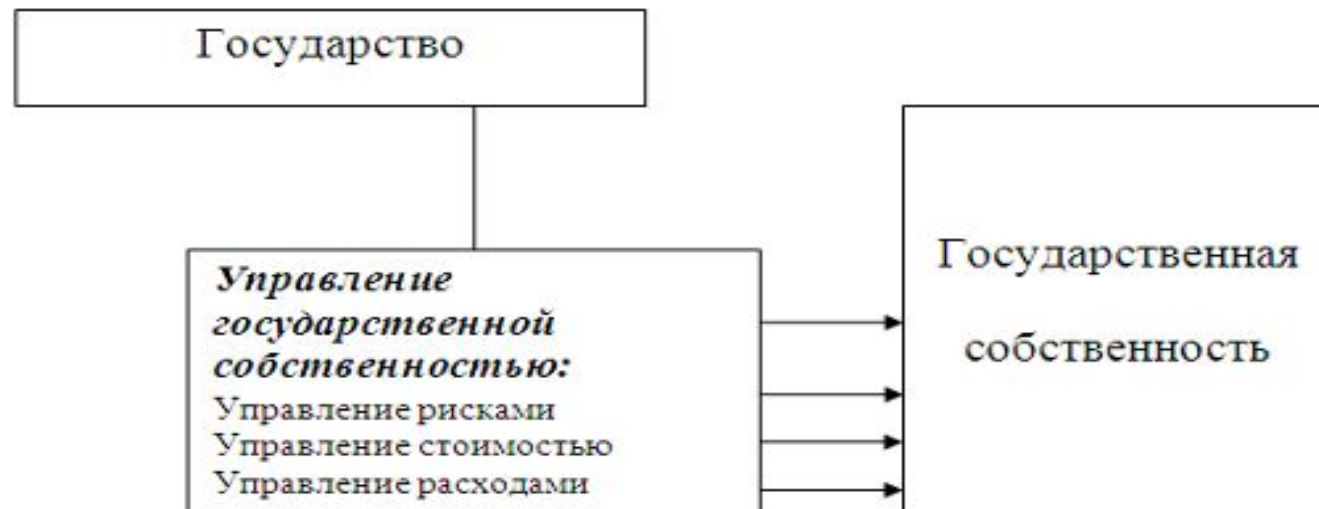 Государство
Управление
государственной
собственностью:
Управление рисками
Управление стоимостью
Управление расходами
Государственная
собственность